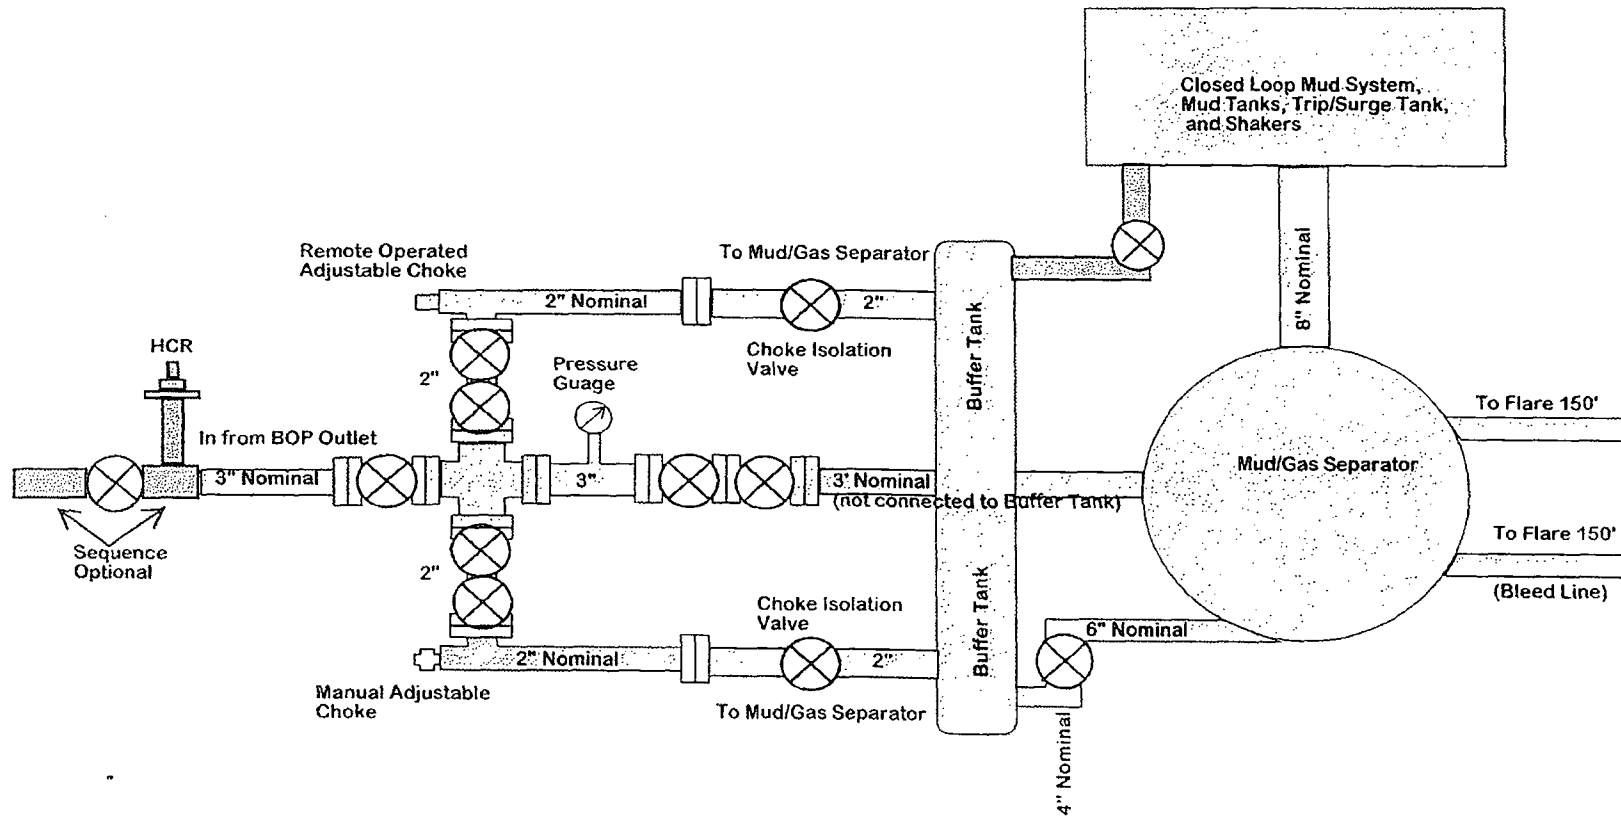 Closed Loop Mud System,
Mud Tanks, Trip/Surge Tank,
and Shakers
8" Nominal
Remote Operated
Adjustable Choke
To Mud/Gas Separator
2" Nominal
2"
Choke Isolation
Valve
Buffer Tank
HCR
2"
Pressure
Guage
To Flare 150'
In from BOP Outlet
3" Nominal
3"
3' Nominal
(not connected to Buffer Tank)
Mud/Gas Separator
Sequence
Optional
2"
To Flare 150'
(Bleed Line)
Choke Isolation
Valve
Buffer Tank
6" Nominal
2" Nominal
2"
Manual Adjustable
Choke
To Mud/Gas Separator
4" Nominal